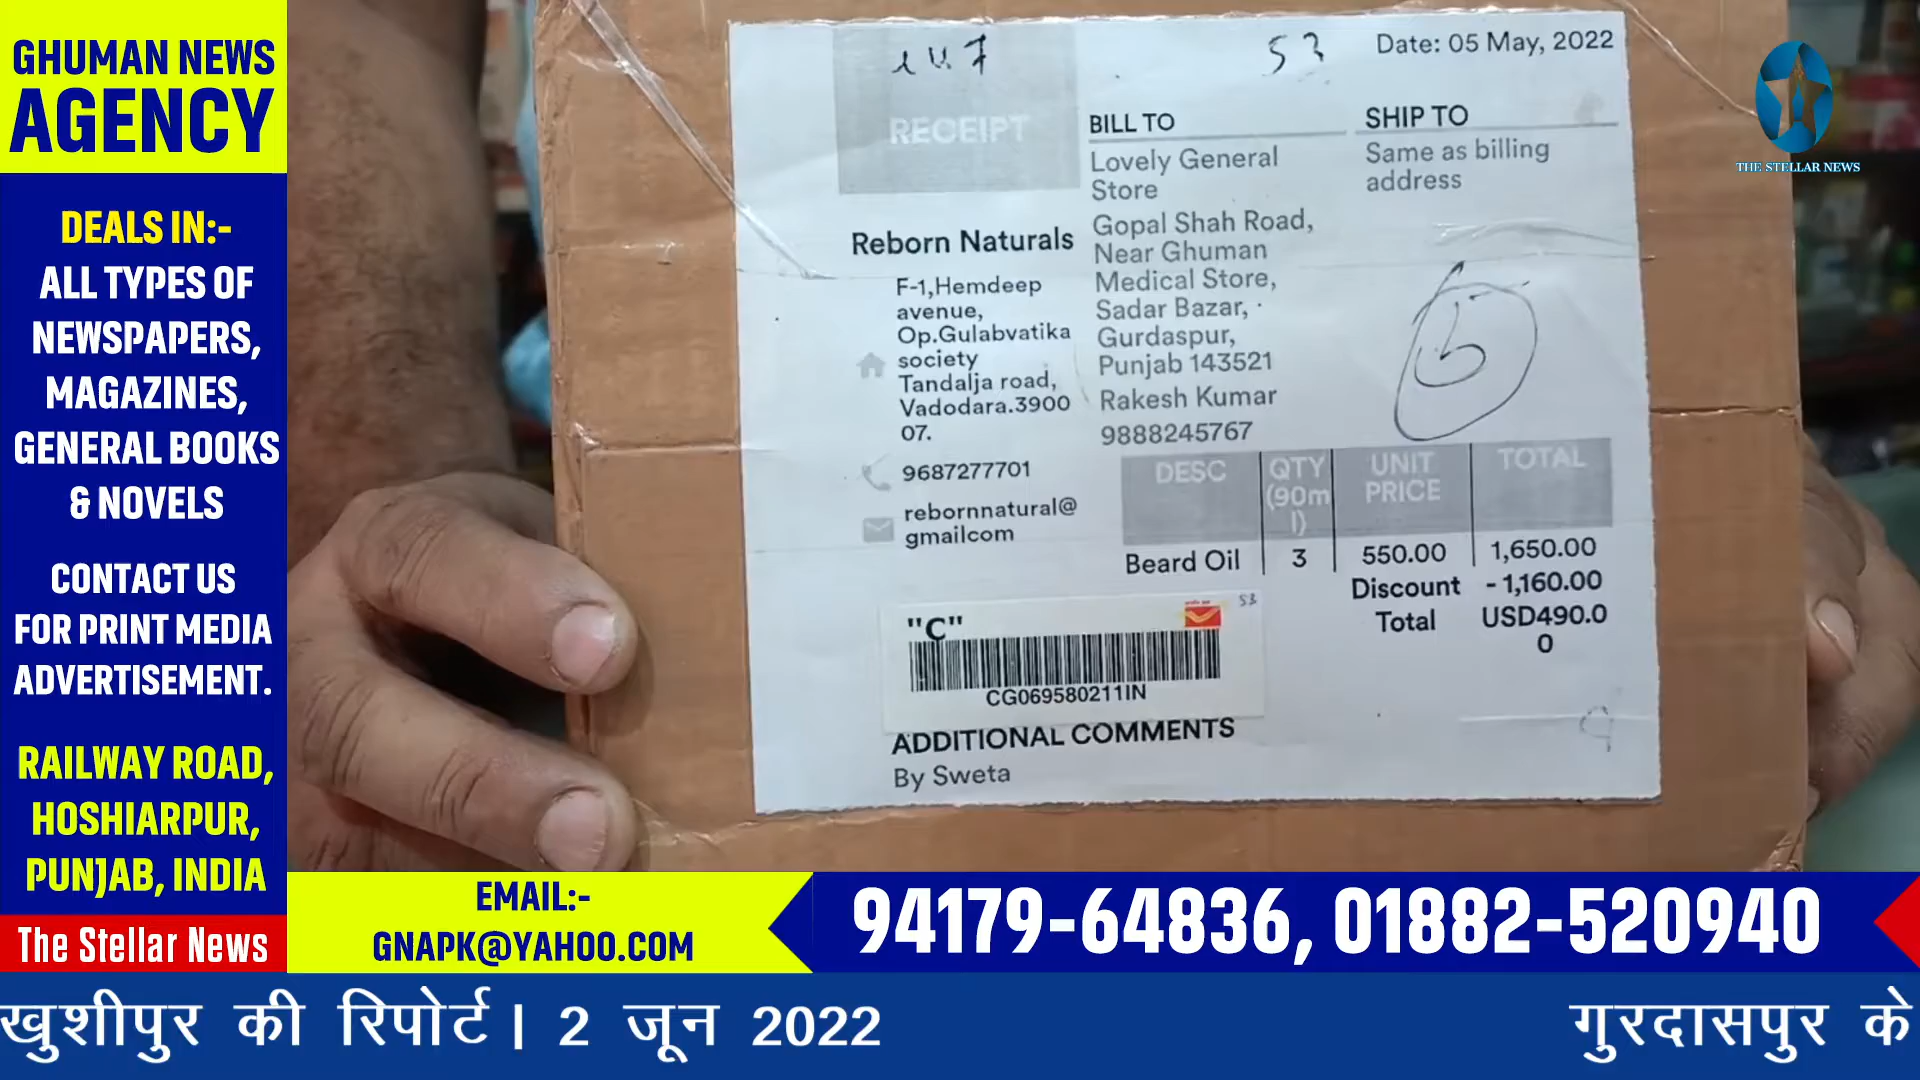 GHUMAN NEWS
AGENCY
DEALS IN:-
ALL TYPES OF
NEWSPAPERS,
MAGAZINES,
GENERAL BOOKS
& NOVELS
CONTACT US
FOR PRINT MEDIA
ADVERTISEMENT.
RAILWAY ROAD,
HOSHIARPUR,
PUNJAB, INDIA
The Stellar News
53
Date: 05 May, 2022
RECEIPT
Reborn Naturals
F-1,Hemdeep
avenue,
Op.Gulabvatika
society
Tandalja road,
Vadodara.3900
07.
9687277701
rebornnatural@
gmailcom
BILL TO
Lovely General
Store
Gopal Shah Road,
Near Ghuman
Medical Store,
Sadar Bazar,
Gurdaspur,
Punjab 143521
Rakesh Kumar
9888245767
SHIP TO
Same as billing
address
DESC QTY (90m l) UNIT PRICE TOTAL
Beard Oil 3 550.00 1,650.00
Discount - 1,160.00
Total USD490.0
0
"C"
53
CG069580211IN
ADDITIONAL COMMENTS
By Sweta
THE STELLAR NEWS
EMAIL:-
GNAPK@YAHOO.COM
94179-64836, 01882-520940
खुशीपुर की रिपोर्ट| 2 जून 2022 गुरदासपुर के